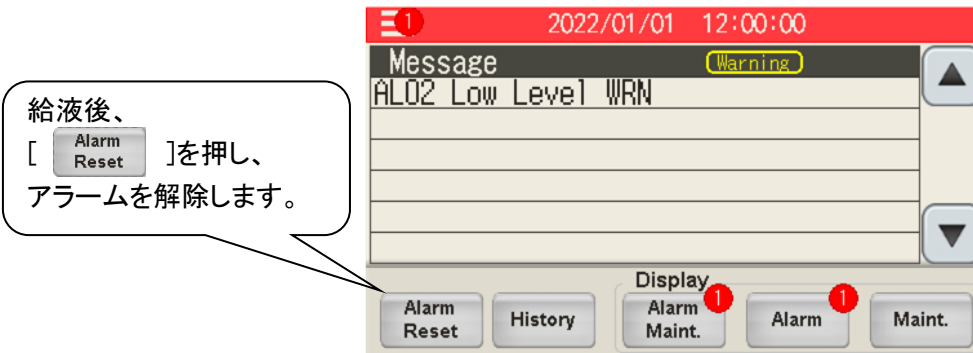 1 2022/01/01 12:00:00
Message Warning
AL02 Low Level WRN
給液後、
[ Alarm Reset ]を押し、
アラームを解除します。
Display
Alarm Reset
History
Alarm Maint. 1
Alarm 1
Maint.